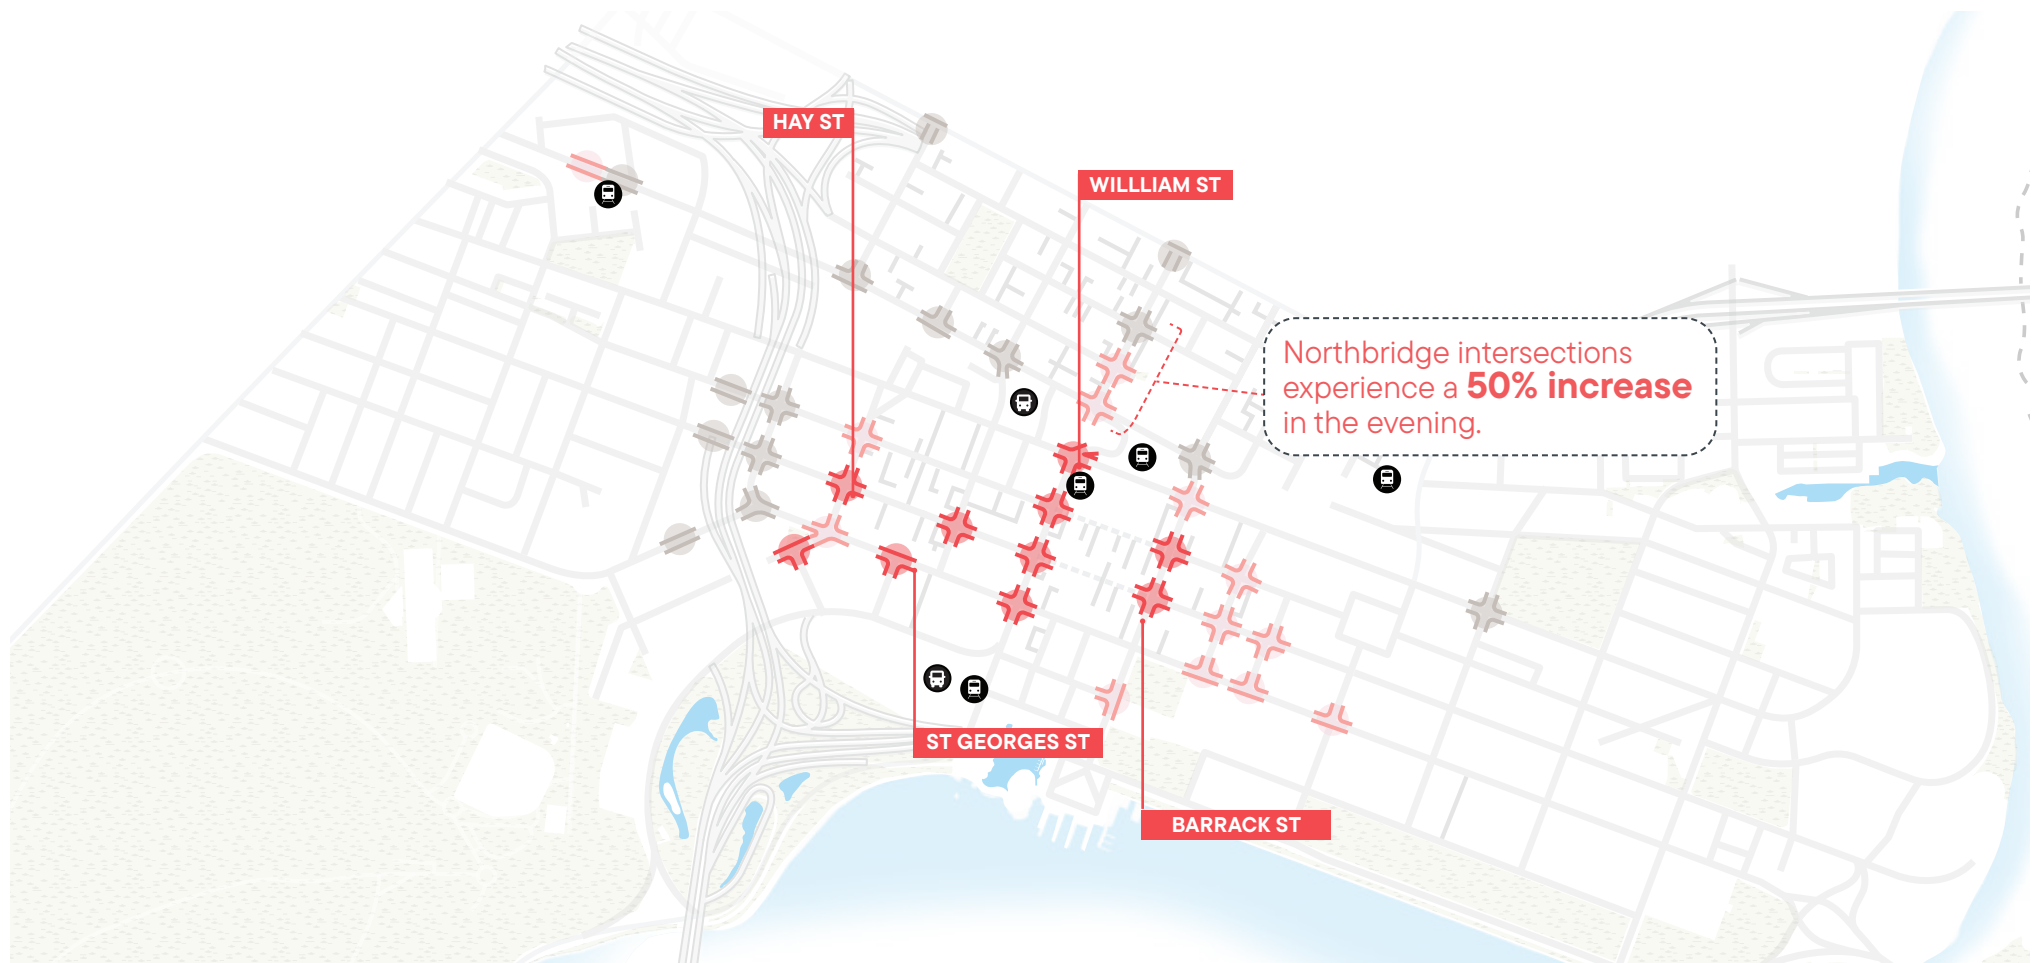 HAY ST
WILLLIAM ST
Northbridge intersections
experience a 50% increase
in the evening.
ST GEORGES ST
BARRACK ST